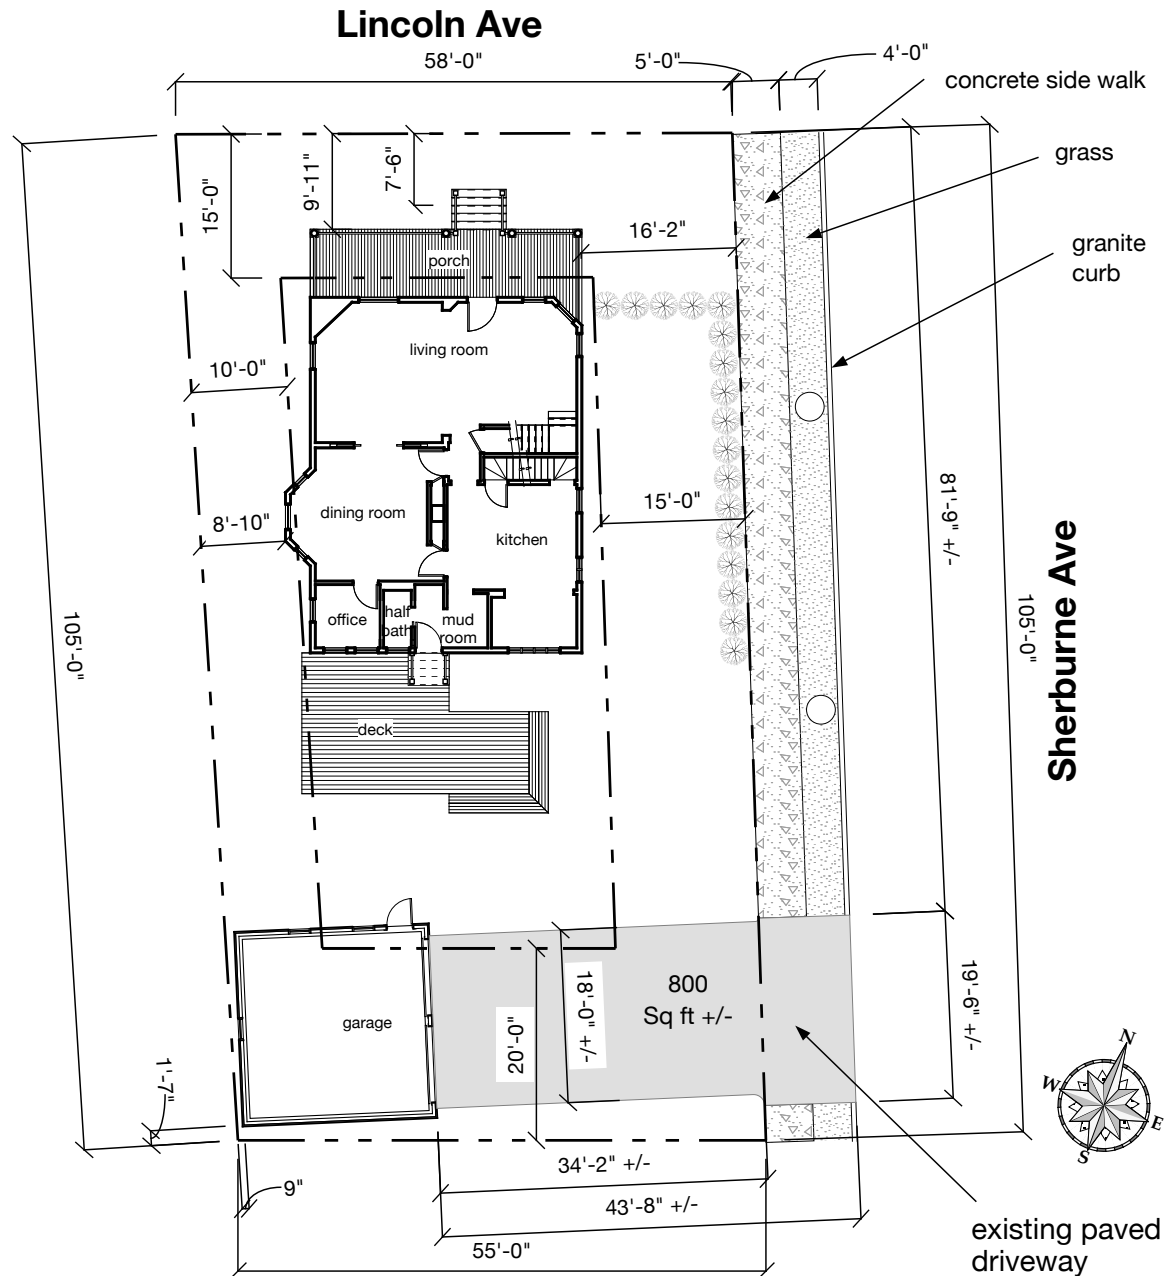 Lincoln Ave
58'-0"
5'-0"
4'-0"
concrete side walk
grass
granite
curb
15'-0"
9'-11"
7'-6"
16'-2"
porch
living room
10'-0"
8'-10"
dining room
kitchen
15'-0"
81'-9" +/-
105'-0"
105'-0"
Sherburne Ave
office
half
bath
mud
room
deck
800
Sq ft +/-
18'-0" +/-
20'-0"
19'-6" +/-
garage
1'-7"
N
W
E
S
34'-2" +/-
9"
43'-8" +/-
55'-0"
existing paved
driveway